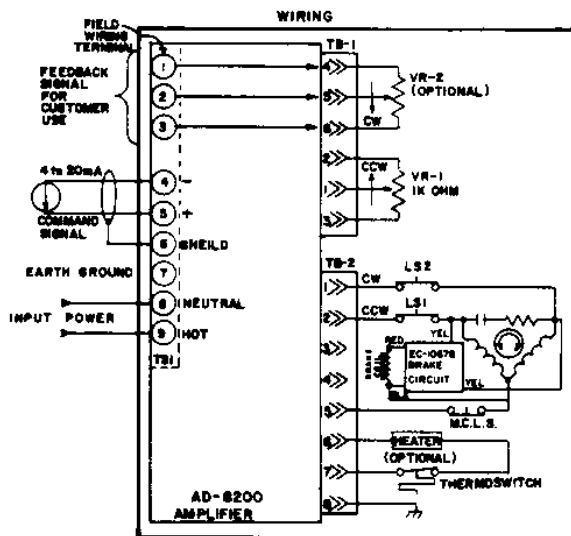 WIRING
FIELD
WIRING
TERMINAL
FEEDBACK
SIGNAL
FOR
CUSTOMER
USE
1
2
3
4 to 20mA
4 -
5 +
COMMAND
SIGNAL
6 SHEILD
EARTH GROUND 7
8 NEUTRAL
INPUT POWER
9 HOT
TB1
AD-8200
AMPLIFIER
TB-1
4
5
6
2
1
3
VR-2
(OPTIONAL)
CW
CCW
VR-1
1K OHM
TB-2
1 CW LS2
2 CCW LS1
3
4
5
6
7
8
RED
YEL
BRAKE
COIL
EC-10678
BRAKE
CIRCUIT
YEL
M.C.L.S.
HEATER
(OPTIONAL)
THERMOSWITCH